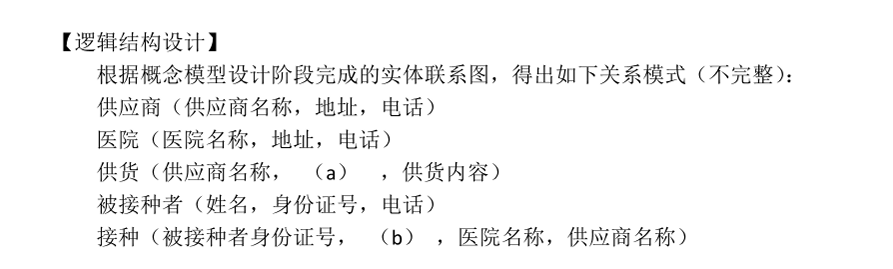 【逻辑结构设计】
根据概念模型设计阶段完成的实体联系图，得出如下关系模式（不完整）：
供应商（供应商名称，地址，电话）
医院（医院名称，地址，电话）
供货（供应商名称， （a） ，供货内容）
被接种者（姓名，身份证号，电话）
接种（被接种者身份证号， （b） ，医院名称，供应商名称）